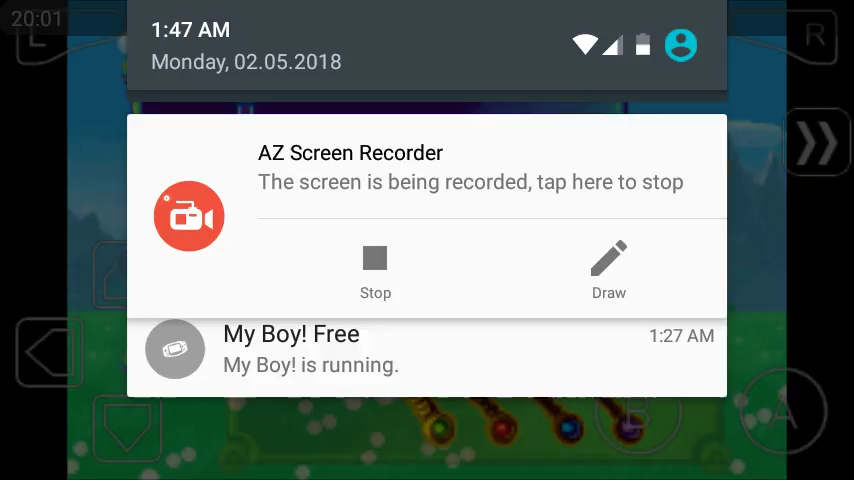 20:01
1:47 AM
Monday, 02.05.2018
L
R
AZ Screen Recorder
The screen is being recorded, tap here to stop
Stop
Draw
My Boy! Free
1:27 AM
My Boy! is running.
B
A